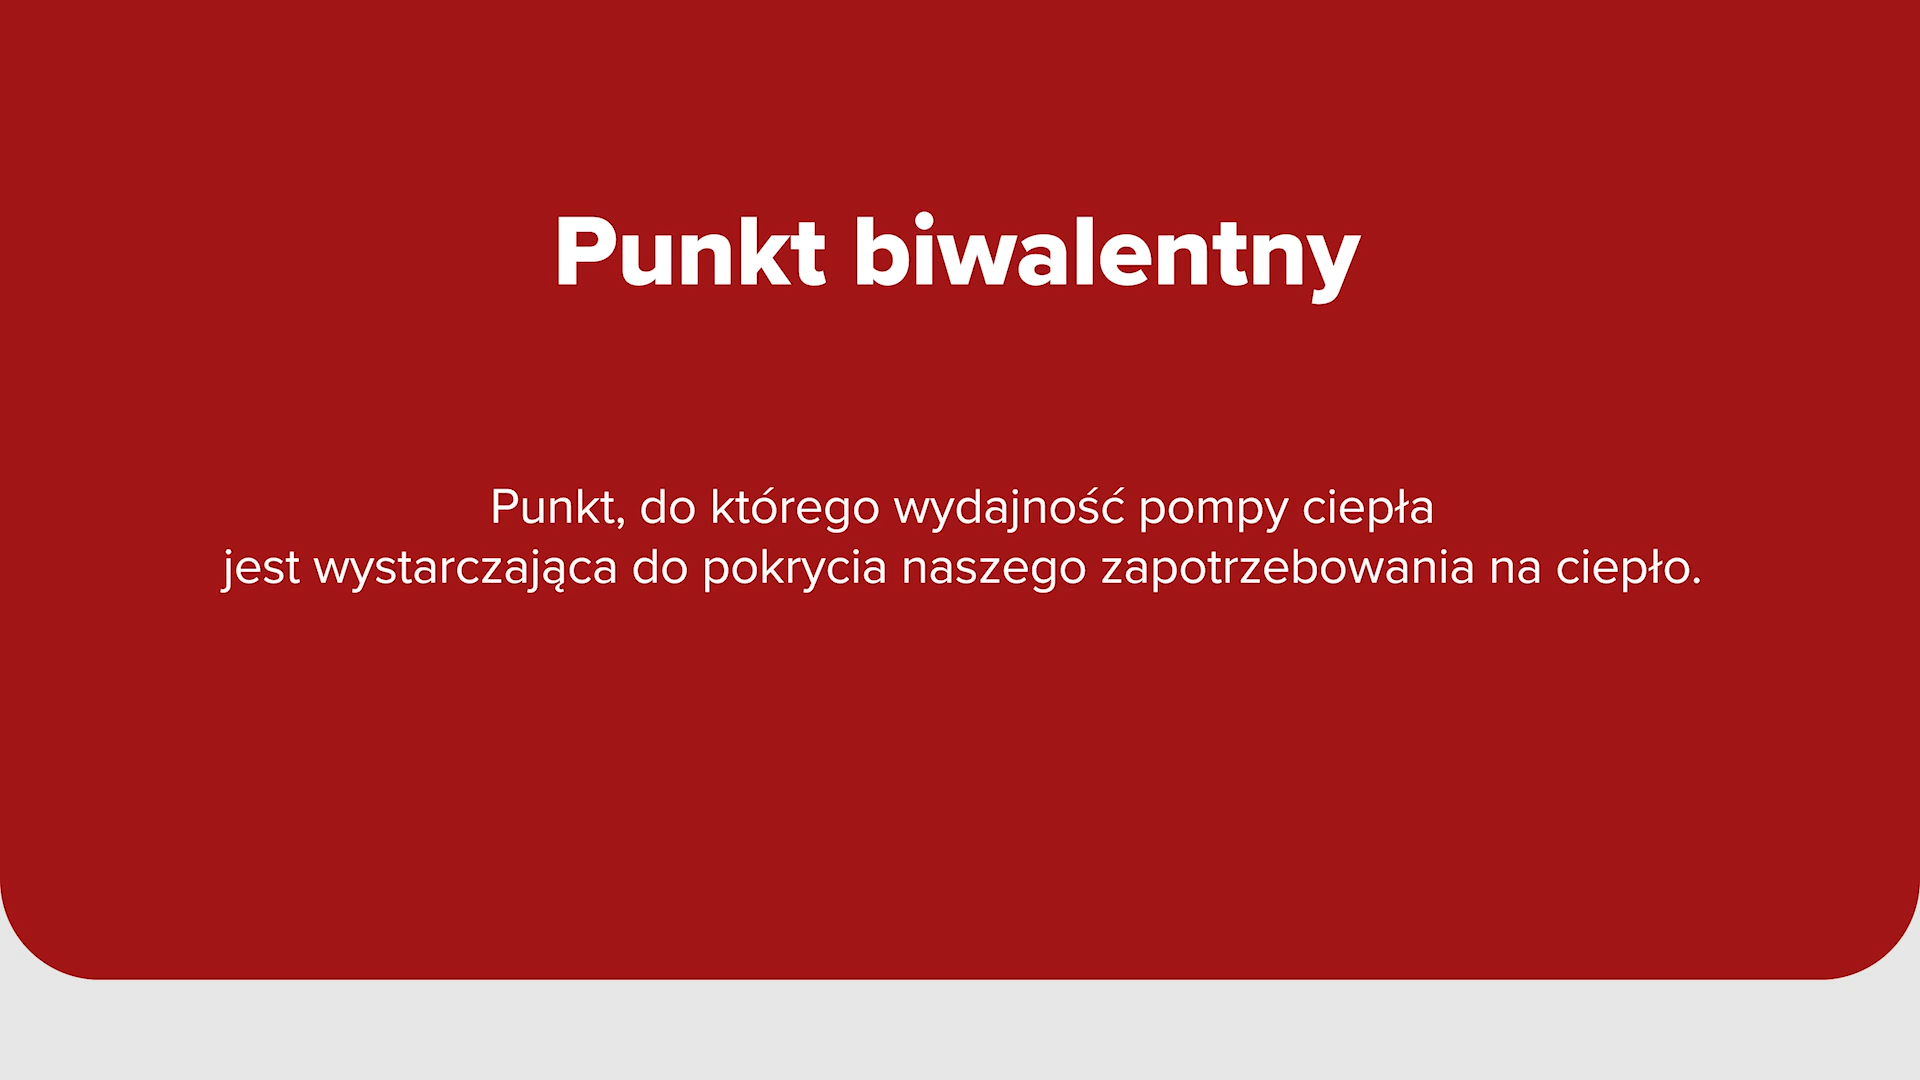 Punkt biwalentny
Punkt, do którego wydajność pompy ciepła
jest wystarczająca do pokrycia naszego zapotrzebowania na ciepło.